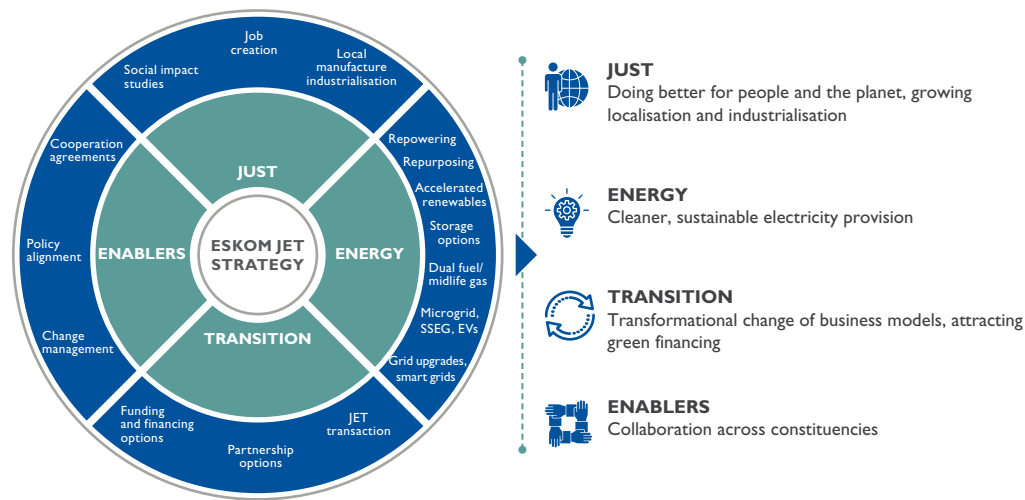 Job
creation
Local
manufacture
industrialisation
Social impact
studies
Cooperation
agreements
Policy
alignment
Change
management
Repowering
Repurposing
Accelerated
renewables
Storage
options
Dual fuel/
midlife gas
Microgrid,
SSEG, EVs
Grid upgrades,
smart grids
Funding
and financing
options
Partnership
options
JET
transaction
JUST
ENABLERS
ESKOM JET
STRATEGY
ENERGY
TRANSITION
JUST
Doing better for people and the planet, growing
localisation and industrialisation
ENERGY
Cleaner, sustainable electricity provision
TRANSITION
Transformational change of business models, attracting
green financing
ENABLERS
Collaboration across constituencies